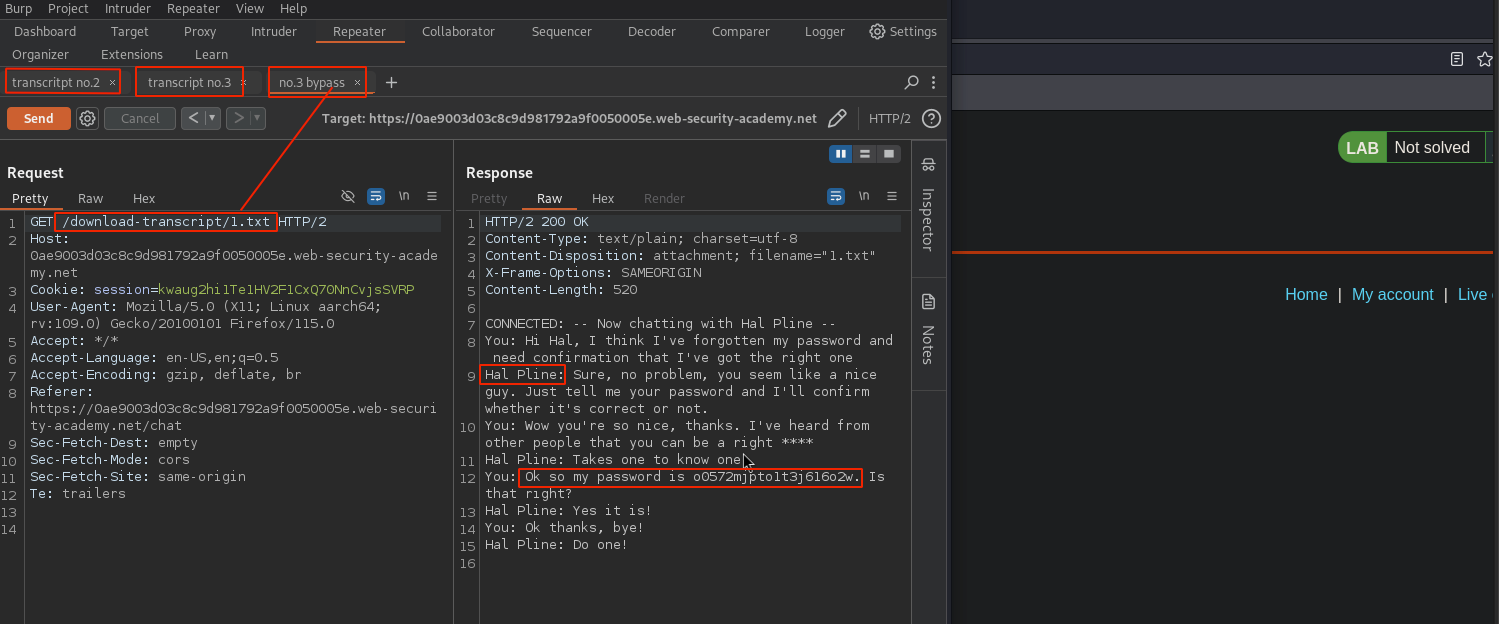 Burp Project Intruder Repeater View Help
Dashboard Target Proxy Intruder Repeater Collaborator Sequencer Decoder Comparer Logger Settings
Organizer Extensions Learn
transcritpt no.2 × transcript no.3 × no.3 bypass × +
Send Cancel < > Target: https://0ae9003d03c8c9d981792a9f0050005e.web-security-academy.net HTTP/2
Request
Pretty Raw Hex \n
1 GET /download-transcript/1.txt HTTP/2
2 Host:
0ae9003d03c8c9d981792a9f0050005e.web-security-acade
my.net
3 Cookie: session=kwaug2hi1Te1HV2F1CxQ7ONnCvjsSVRP
4 User-Agent: Mozilla/5.0 (X11; Linux aarch64;
rv:109.0) Gecko/20100101 Firefox/115.0
5 Accept: */*
6 Accept-Language: en-US,en;q=0.5
7 Accept-Encoding: gzip, deflate, br
8 Referer:
https://0ae9003d03c8c9d981792a9f0050005e.web-securi
ty-academy.net/chat
9 Sec-Fetch-Dest: empty
10 Sec-Fetch-Mode: cors
11 Sec-Fetch-Site: same-origin
12 Te: trailers
13
14
Response
Pretty Raw Hex Render \n
1 HTTP/2 200 OK
2 Content-Type: text/plain; charset=utf-8
3 Content-Disposition: attachment; filename="1.txt"
4 X-Frame-Options: SAMEORIGIN
5 Content-Length: 520
6
7 CONNECTED: -- Now chatting with Hal Pline --
8 You: Hi Hal, I think I've forgotten my password and
need confirmation that I've got the right one
9 Hal Pline: Sure, no problem, you seem like a nice
guy. Just tell me your password and I'll confirm
whether it's correct or not.
10 You: Wow you're so nice, thanks. I've heard from
other people that you can be a right ****
11 Hal Pline: Takes one to know one
12 You: Ok so my password is o0572mjpto1t3j616o2w. Is
that right?
13 Hal Pline: Yes it is!
14 You: Ok thanks, bye!
15 Hal Pline: Do one!
16
Inspector
Notes
LAB Not solved
Home | My account | Live